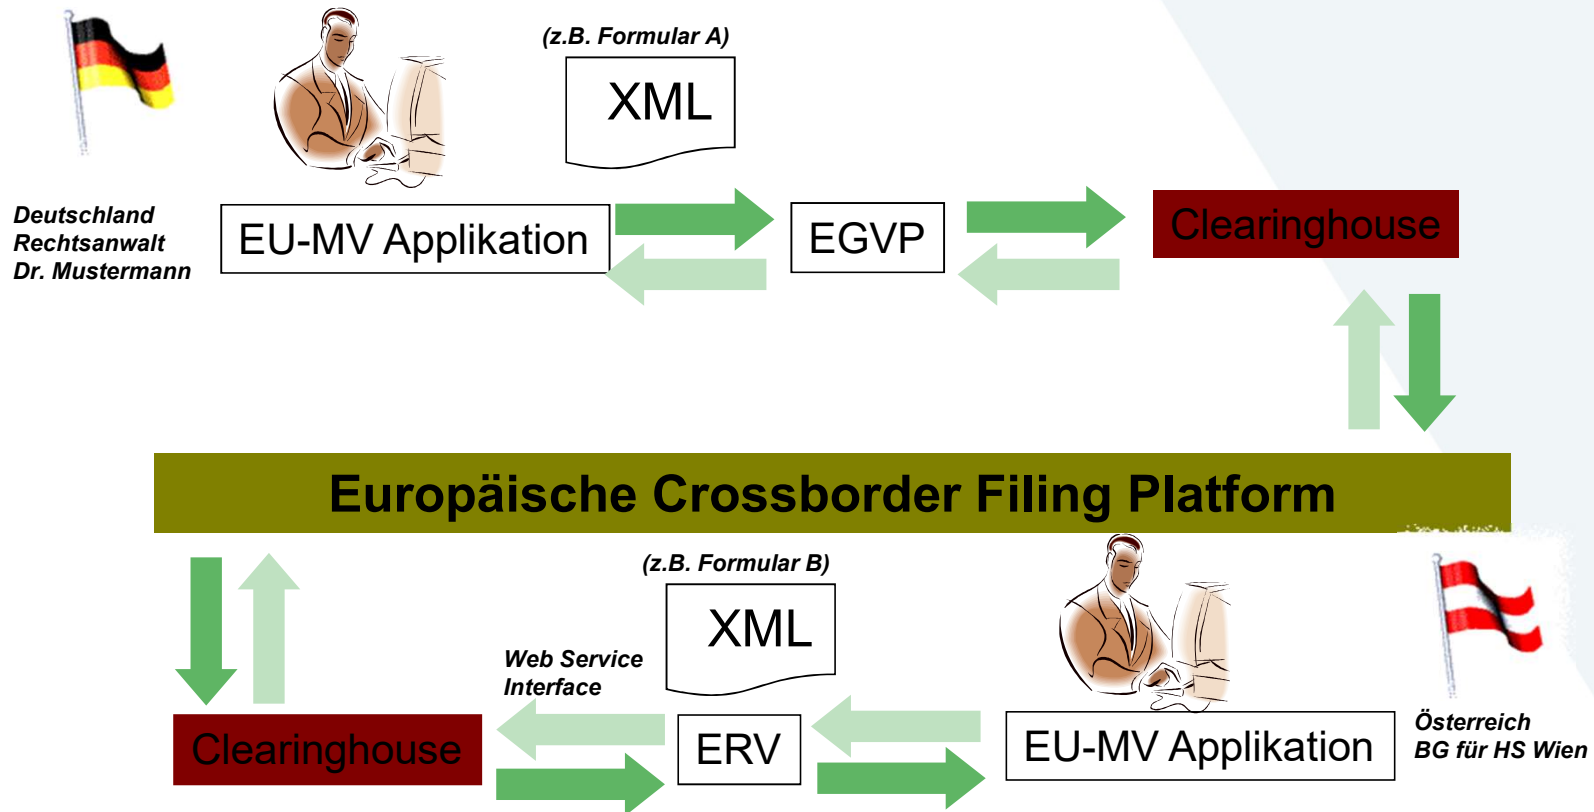 (z.B. Formular A)
XML
Deutschland
Rechtsanwalt
Dr. Mustermann
EU-MV Applikation
EGVP
Clearinghouse
Europäische Crossborder Filing Platform
(z.B. Formular B)
XML
Web Service
Interface
Clearinghouse
ERV
EU-MV Applikation
Österreich
BG für HS Wien